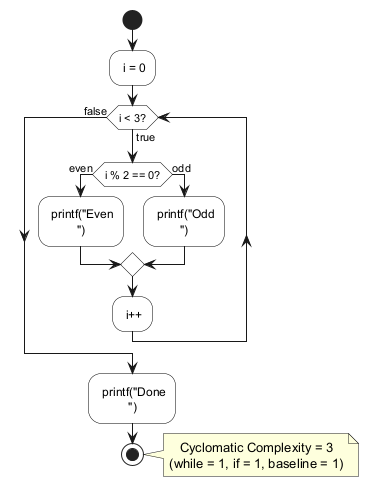 i = 0
false
i < 3?
true
even
i % 2 == 0?
odd
printf("Even
")
printf("Odd
")
i++
printf("Done
")
Cyclomatic Complexity = 3
(while = 1, if = 1, baseline = 1)